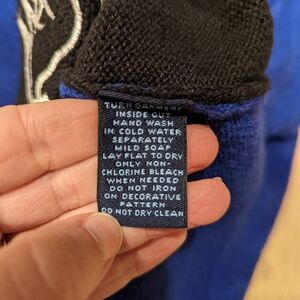 TURN GARMENT
INSIDE OUT
HAND WASH
IN COLD WATER
SEPARATELY
MILD SOAP
LAY FLAT TO DRY
ONLY NON-
CHLORINE BLEACH
WHEN NEEDED
DO NOT IRON
ON DECORATIVE
PATTERN
DO NOT DRY CLEAN